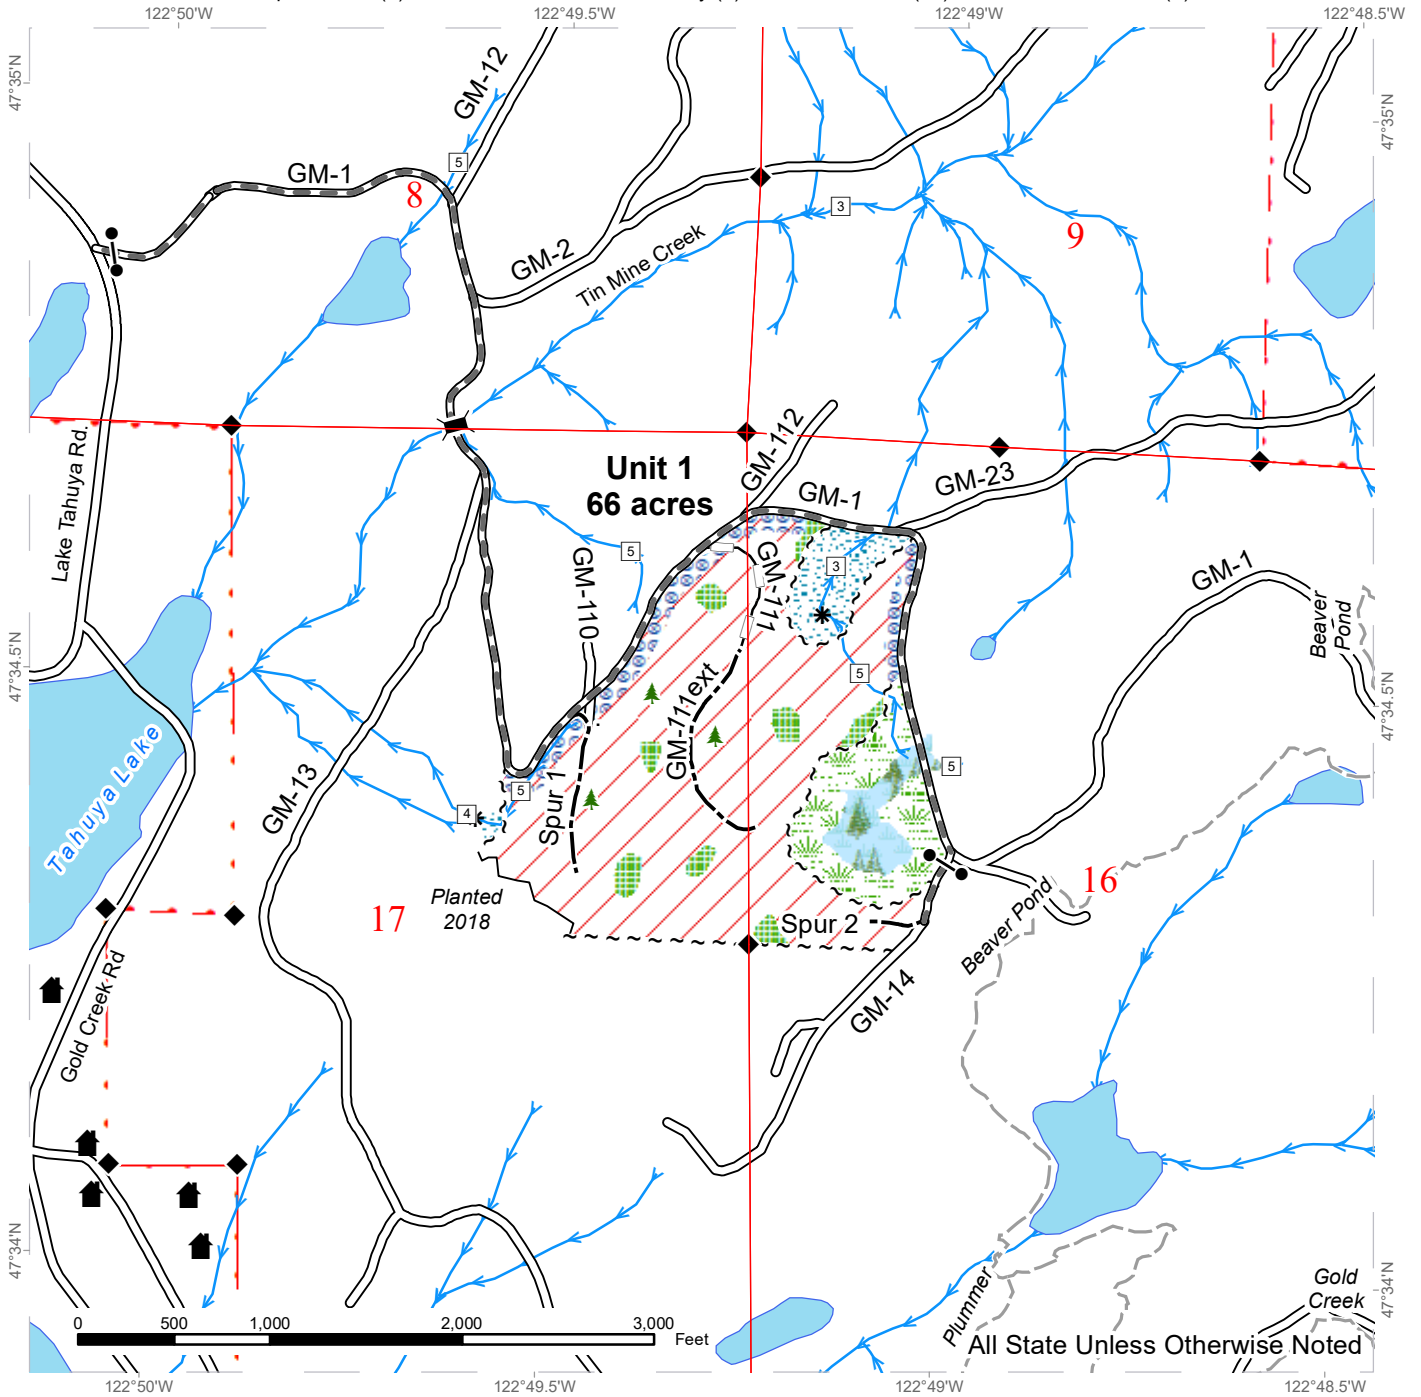 122°50'W
122°49.5'W
122°49'W
122°48.5'W
47°35'N
47°35'N
GM-12
5
GM-1
8
3
9
GM-2
Tin Mine Creek
GM-112
Unit 1
66 acres
GM-1
GM-23
Lake Tahuya Rd.
5
GM-110
GM-111
3
GM-1
Beaver
Pond
47°34.5'N
47°34.5'N
5
GM-111ext
Tahuya Lake
GM-13
5
4
Spur 1
5
Planted
2018
17
16
Spur 2
Beaver Pond
Gold Creek Rd
GM-14
47°34'N
47°34'N
Plummer
Gold
Creek
0 500 1,000 2,000 3,000
Feet
All State Unless Otherwise Noted
122°50'W
122°49.5'W
122°49'W
122°48.5'W